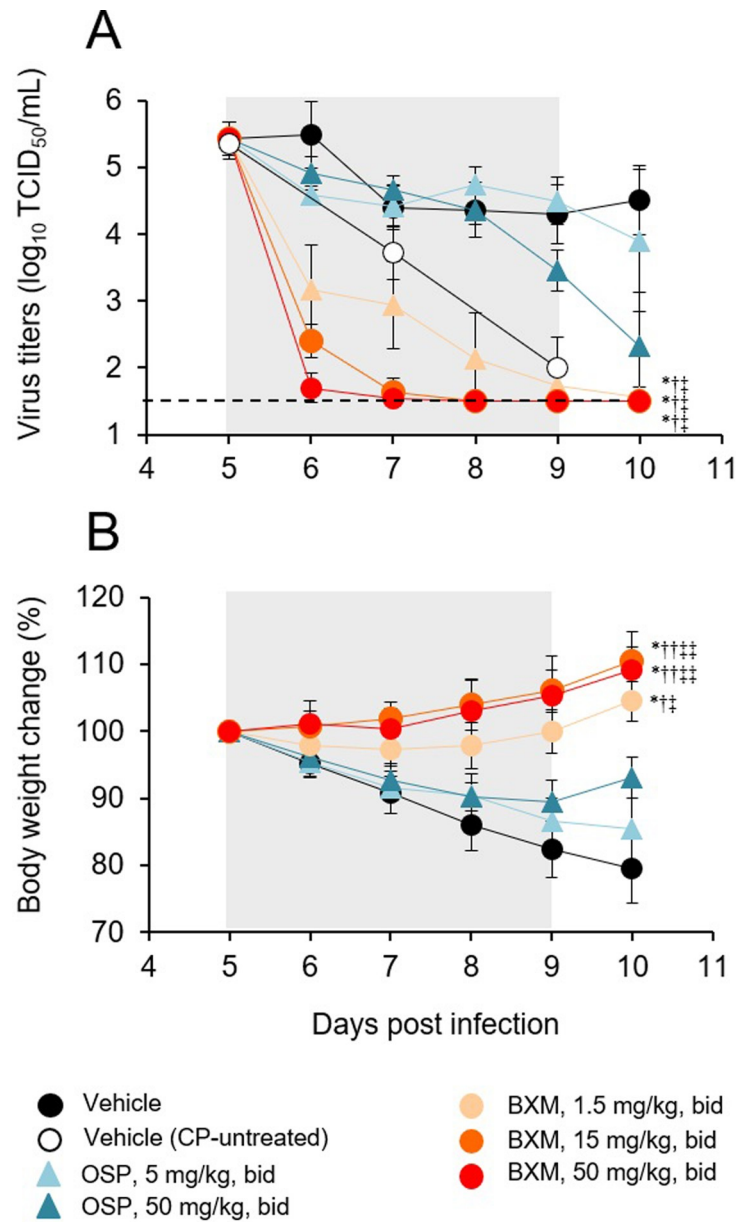 A
Virus titers (log10 TCID50/mL)
6
5
4
3
2
1
*†‡
*†‡
*†‡
4 5 6 7 8 9 10 11
B
Body weight change (%)
120
110
100
90
80
70
*††‡‡
*††‡‡
*†‡
4 5 6 7 8 9 10 11
Days post infection
Vehicle
Vehicle (CP-untreated)
OSP, 5 mg/kg, bid
OSP, 50 mg/kg, bid
BXM, 1.5 mg/kg, bid
BXM, 15 mg/kg, bid
BXM, 50 mg/kg, bid